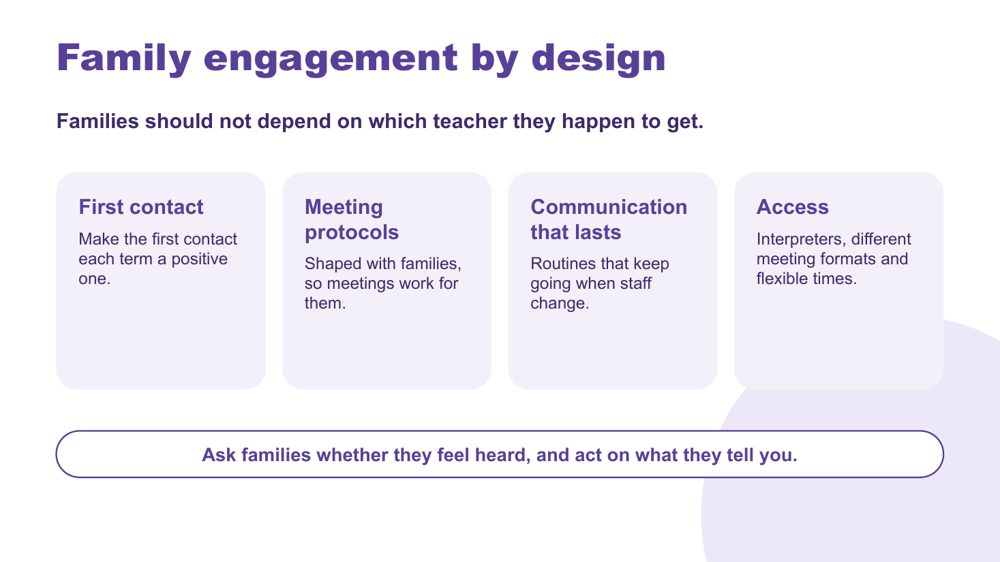 Family engagement by design
Families should not depend on which teacher they happen to get.
First contact
Make the first contact
each term a positive
one.
Meeting
protocols
Shaped with families,
so meetings work for
them.
Communication
that lasts
Routines that keep
going when staff
change.
Access
Interpreters, different
meeting formats and
flexible times.
Ask families whether they feel heard, and act on what they tell you.